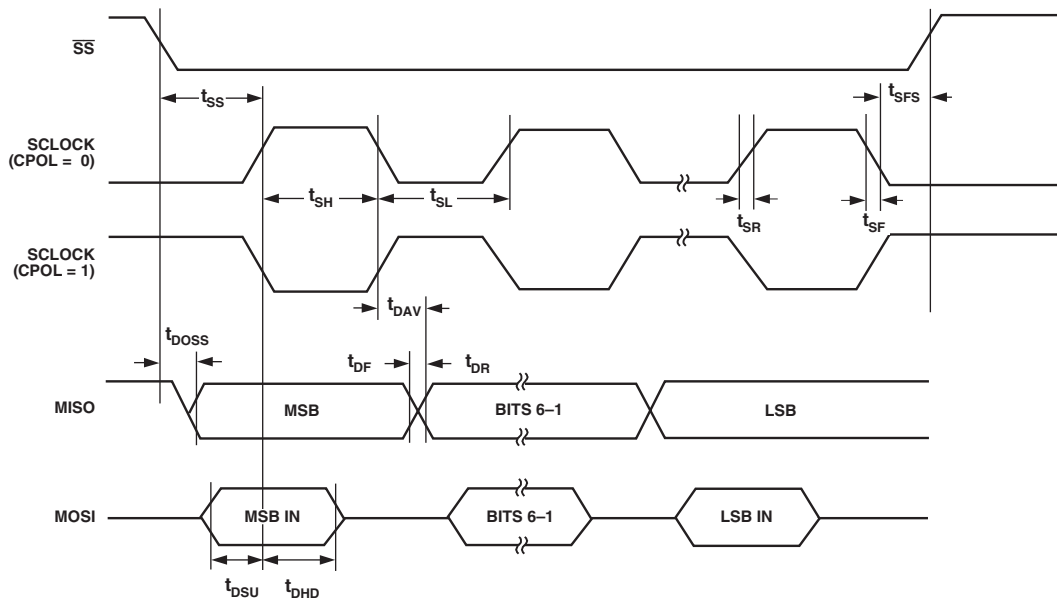 SS
tSS
tSFS
SCLOCK
(CPOL = 0)
tSH
tSL
tSR
tSF
SCLOCK
(CPOL = 1)
tDAV
tDOSS
tDF
tDR
MISO
MSB
BITS 6–1
LSB
MOSI
MSB IN
BITS 6–1
LSB IN
tDSU
tDHD